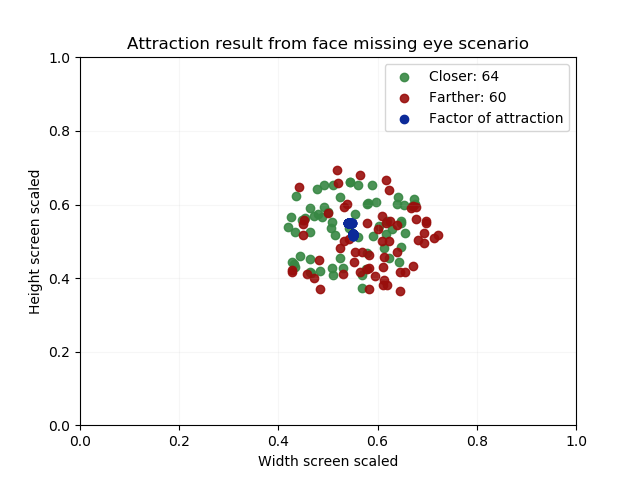 Attraction result from face missing eye scenario
Closer: 64
Farther: 60
Factor of attraction
Height screen scaled
1.0
0.8
0.6
0.4
0.2
0.0
0.0 0.2 0.4 0.6 0.8 1.0
Width screen scaled